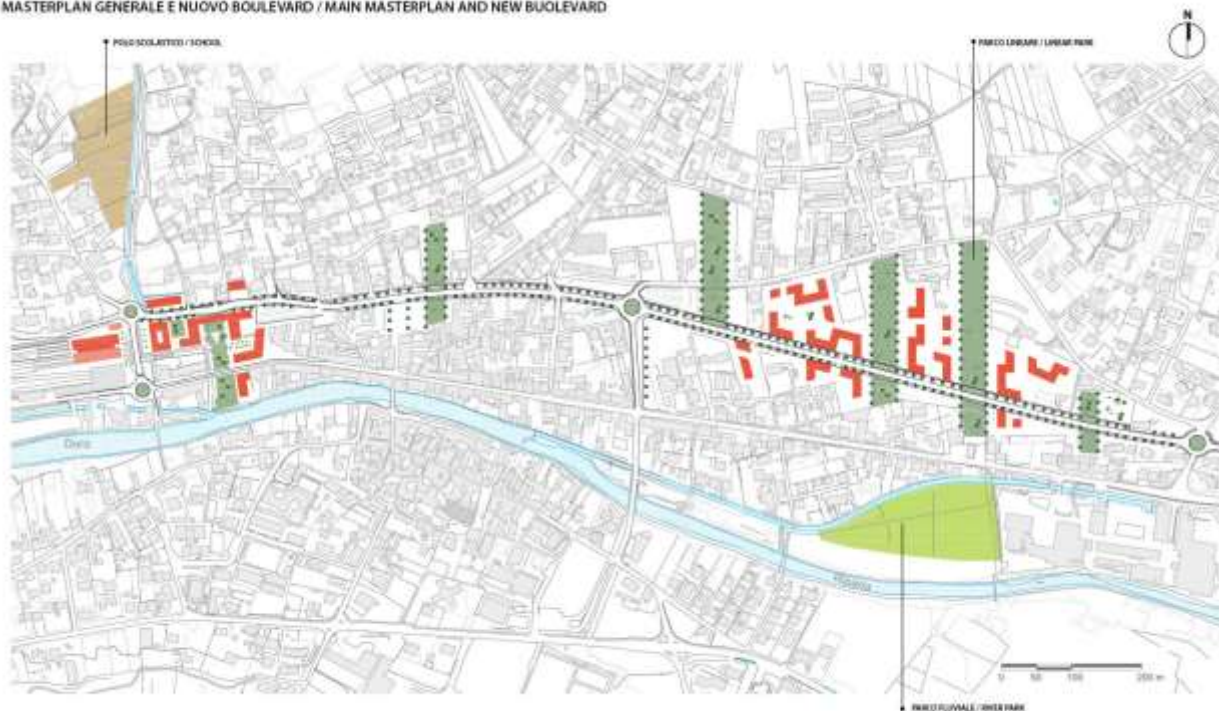 MASTERPLAN GENERALE E NUOVO BOULEVARD / MAIN MASTERPLAN AND NEW BUOLEVARD
N
POLO SCOLASTICO / SCHOOL
PARCO LINEARE / LINEAR PARK
Dora
0 50 100 200 m
PARCO FLUVIALE / RIVER PARK